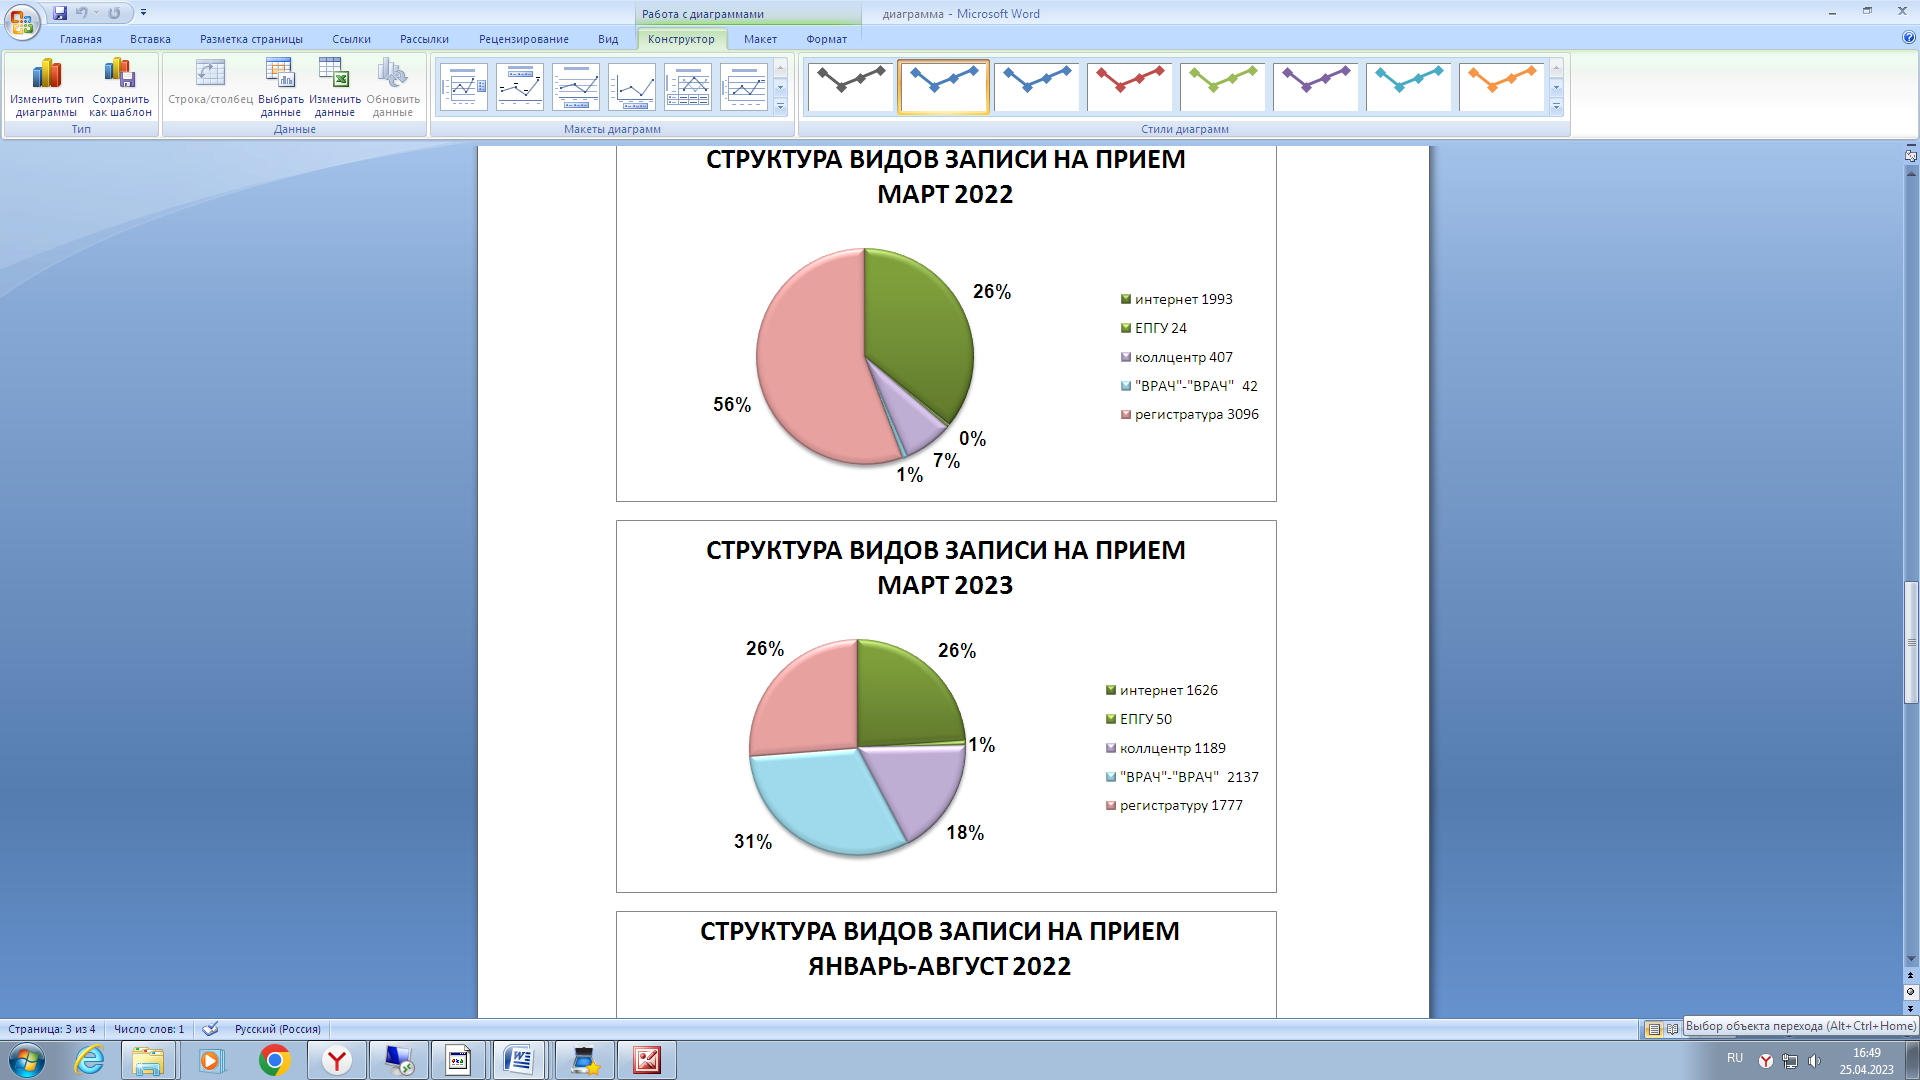 Работа с диаграммами
диаграмма - Microsoft Word
Главная Вставка Разметка страницы Ссылки Рассылки Рецензирование Вид Конструктор Макет Формат
Изменить тип диаграммы
Сохранить как шаблон
Строка/столбец
Выбрать данные
Изменить данные
Обновить данные
Тип
Данные
Макеты диаграмм
Стили диаграмм
СТРУКТУРА ВИДОВ ЗАПИСИ НА ПРИЕМ
МАРТ 2022
26%
56%
0%
7%
1%
интернет 1993
ЕПГУ 24
коллцентр 407
"ВРАЧ"-"ВРАЧ" 42
регистратура 3096
СТРУКТУРА ВИДОВ ЗАПИСИ НА ПРИЕМ
МАРТ 2023
26%
26%
1%
18%
31%
интернет 1626
ЕПГУ 50
коллцентр 1189
"ВРАЧ"-"ВРАЧ" 2137
регистратуру 1777
СТРУКТУРА ВИДОВ ЗАПИСИ НА ПРИЕМ
ЯНВАРЬ-АВГУСТ 2022
Страница: 3 из 4 Число слов: 1 Русский (Россия)
Выбор объекта перехода (Alt+Ctrl+Home)
RU
16:49
25.04.2023